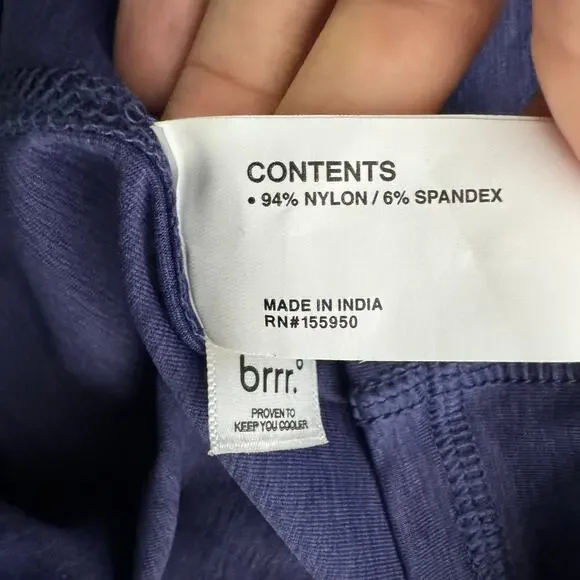 CONTENTS
• 94% NYLON / 6% SPANDEX
MADE IN INDIA
RN#155950
brrr.°
PROVEN TO
KEEP YOU COOLER